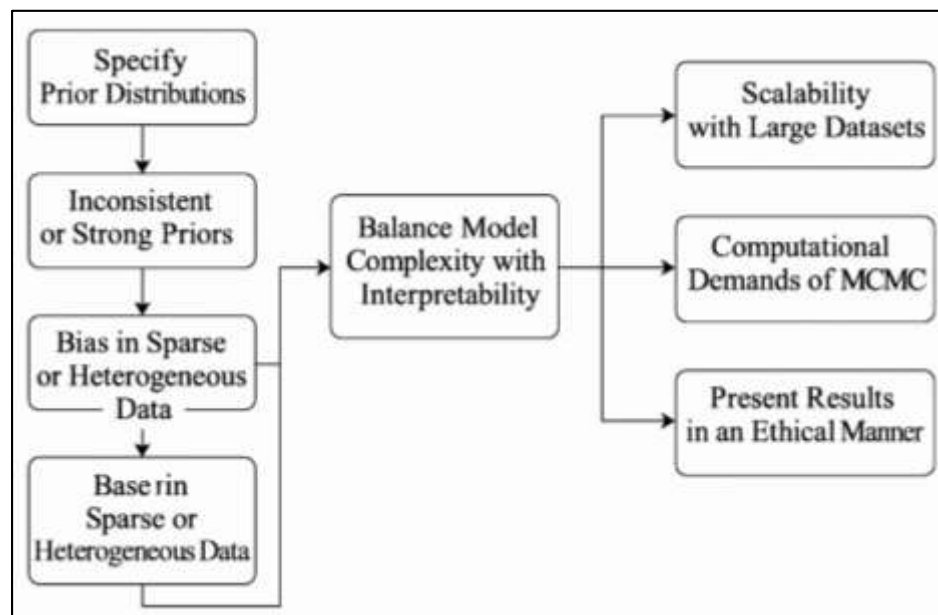 Specify
Prior Distributions
Inconsistent
or Strong Priors
Bias in Sparse
or Heterogeneous
Data
Base rin
Sparse or
Heterogeneous Data
Balance Model
Complexity with
Interpretability
Scalability
with Large Datasets
Computational
Demands of MCMC
Present Results
in an Ethical Manner